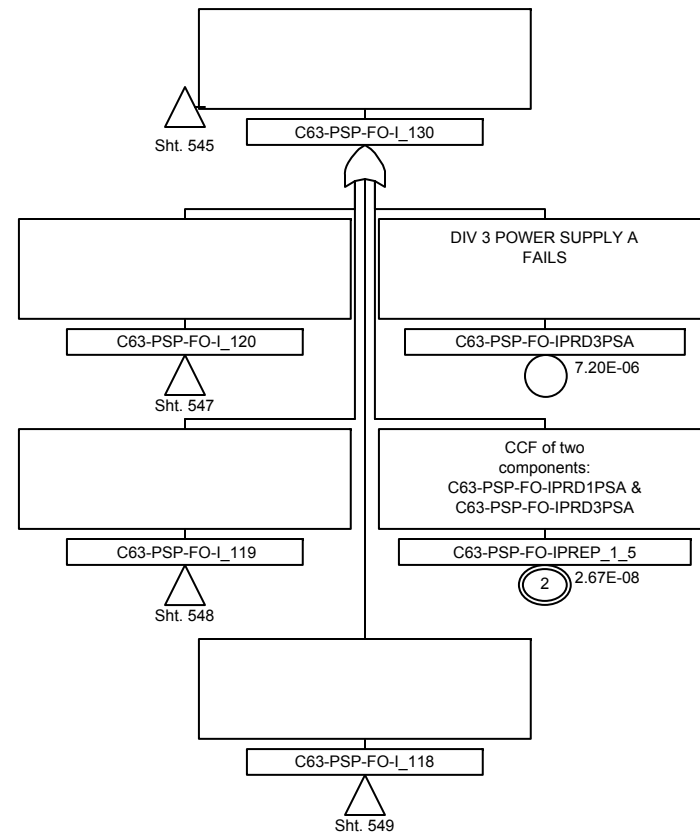 Sht. 545
C63-PSP-FO-I_130
C63-PSP-FO-I_120
Sht. 547
DIV 3 POWER SUPPLY A
FAILS
C63-PSP-FO-IPRD3PSA
7.20E-06
C63-PSP-FO-I_119
Sht. 548
CCF of two
components:
C63-PSP-FO-IPRD1PSA &
C63-PSP-FO-IPRD3PSA
C63-PSP-FO-IPREP_1_5
2
2.67E-08
C63-PSP-FO-I_118
Sht. 549